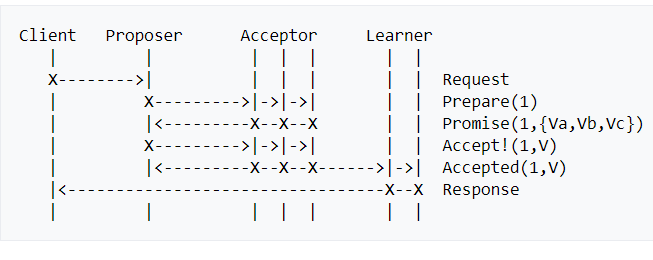 Client   Proposer      Acceptor     Learner
   |         |          |  |  |       |  |
   X-------->|          |  |  |       |  |  Request
   |         X--------->|->|->|       |  |  Prepare(1)
   |         |<---------X--X--X       |  |  Promise(1,{Va,Vb,Vc})
   |         X--------->|->|->|       |  |  Accept!(1,V)
   |         |<---------X--X--X------>|->|  Accepted(1,V)
   |<---------------------------------X--X  Response
   |         |          |  |  |       |  |